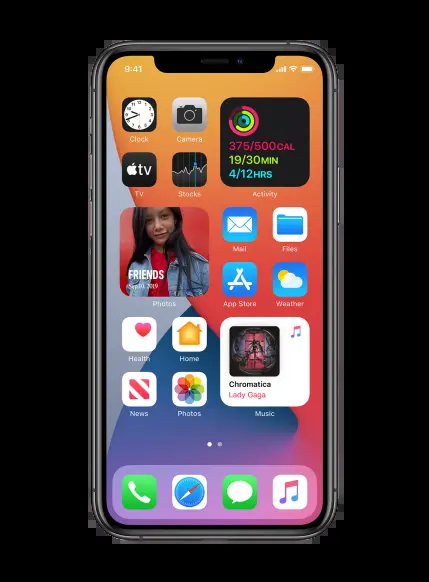 9:41
Clock
Camera
375/500CAL
19/30MIN
4/12HRS
tv
TV
Stocks
Activity
FRIENDS
Sep 10, 2019
Photos
Mail
Files
App Store
Weather
Health
Home
Chromatica
Lady Gaga
News
Photos
Music